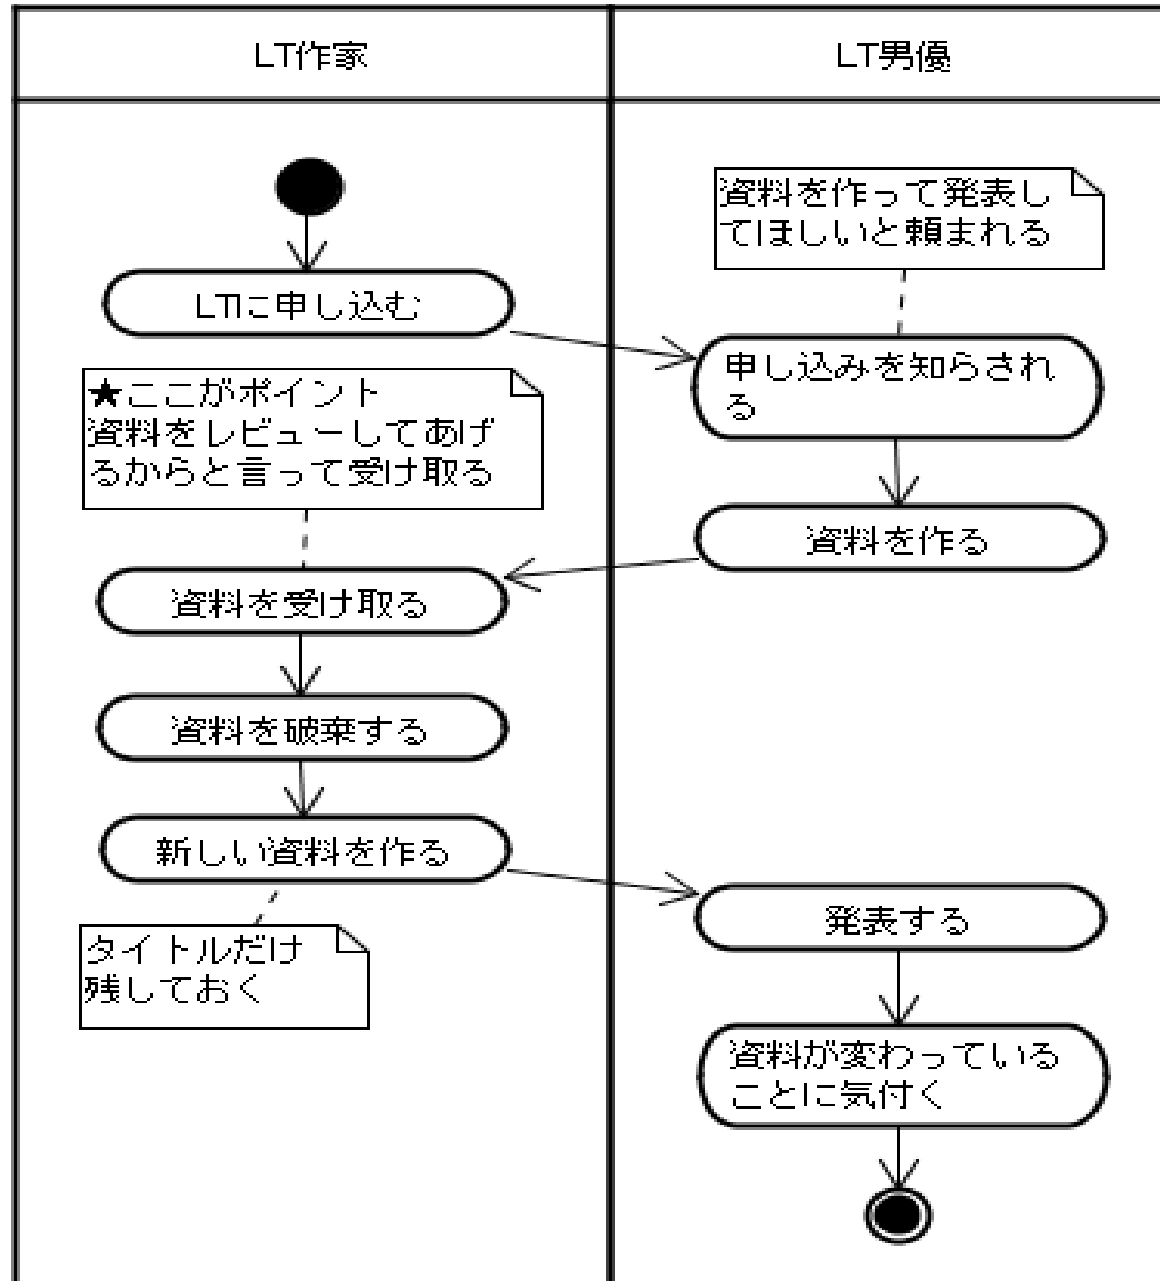 LT作家
LT男優
LTに申し込む
資料を作って発表し
てほしいと頼まれる
申し込みを知らされ
る
★ここがポイント
資料をレビューしてあげ
るからと言って受け取る
資料を作る
資料を受け取る
資料を破棄する
新しい資料を作る
タイトルだけ
残しておく
発表する
資料が変わっている
ことに気付く